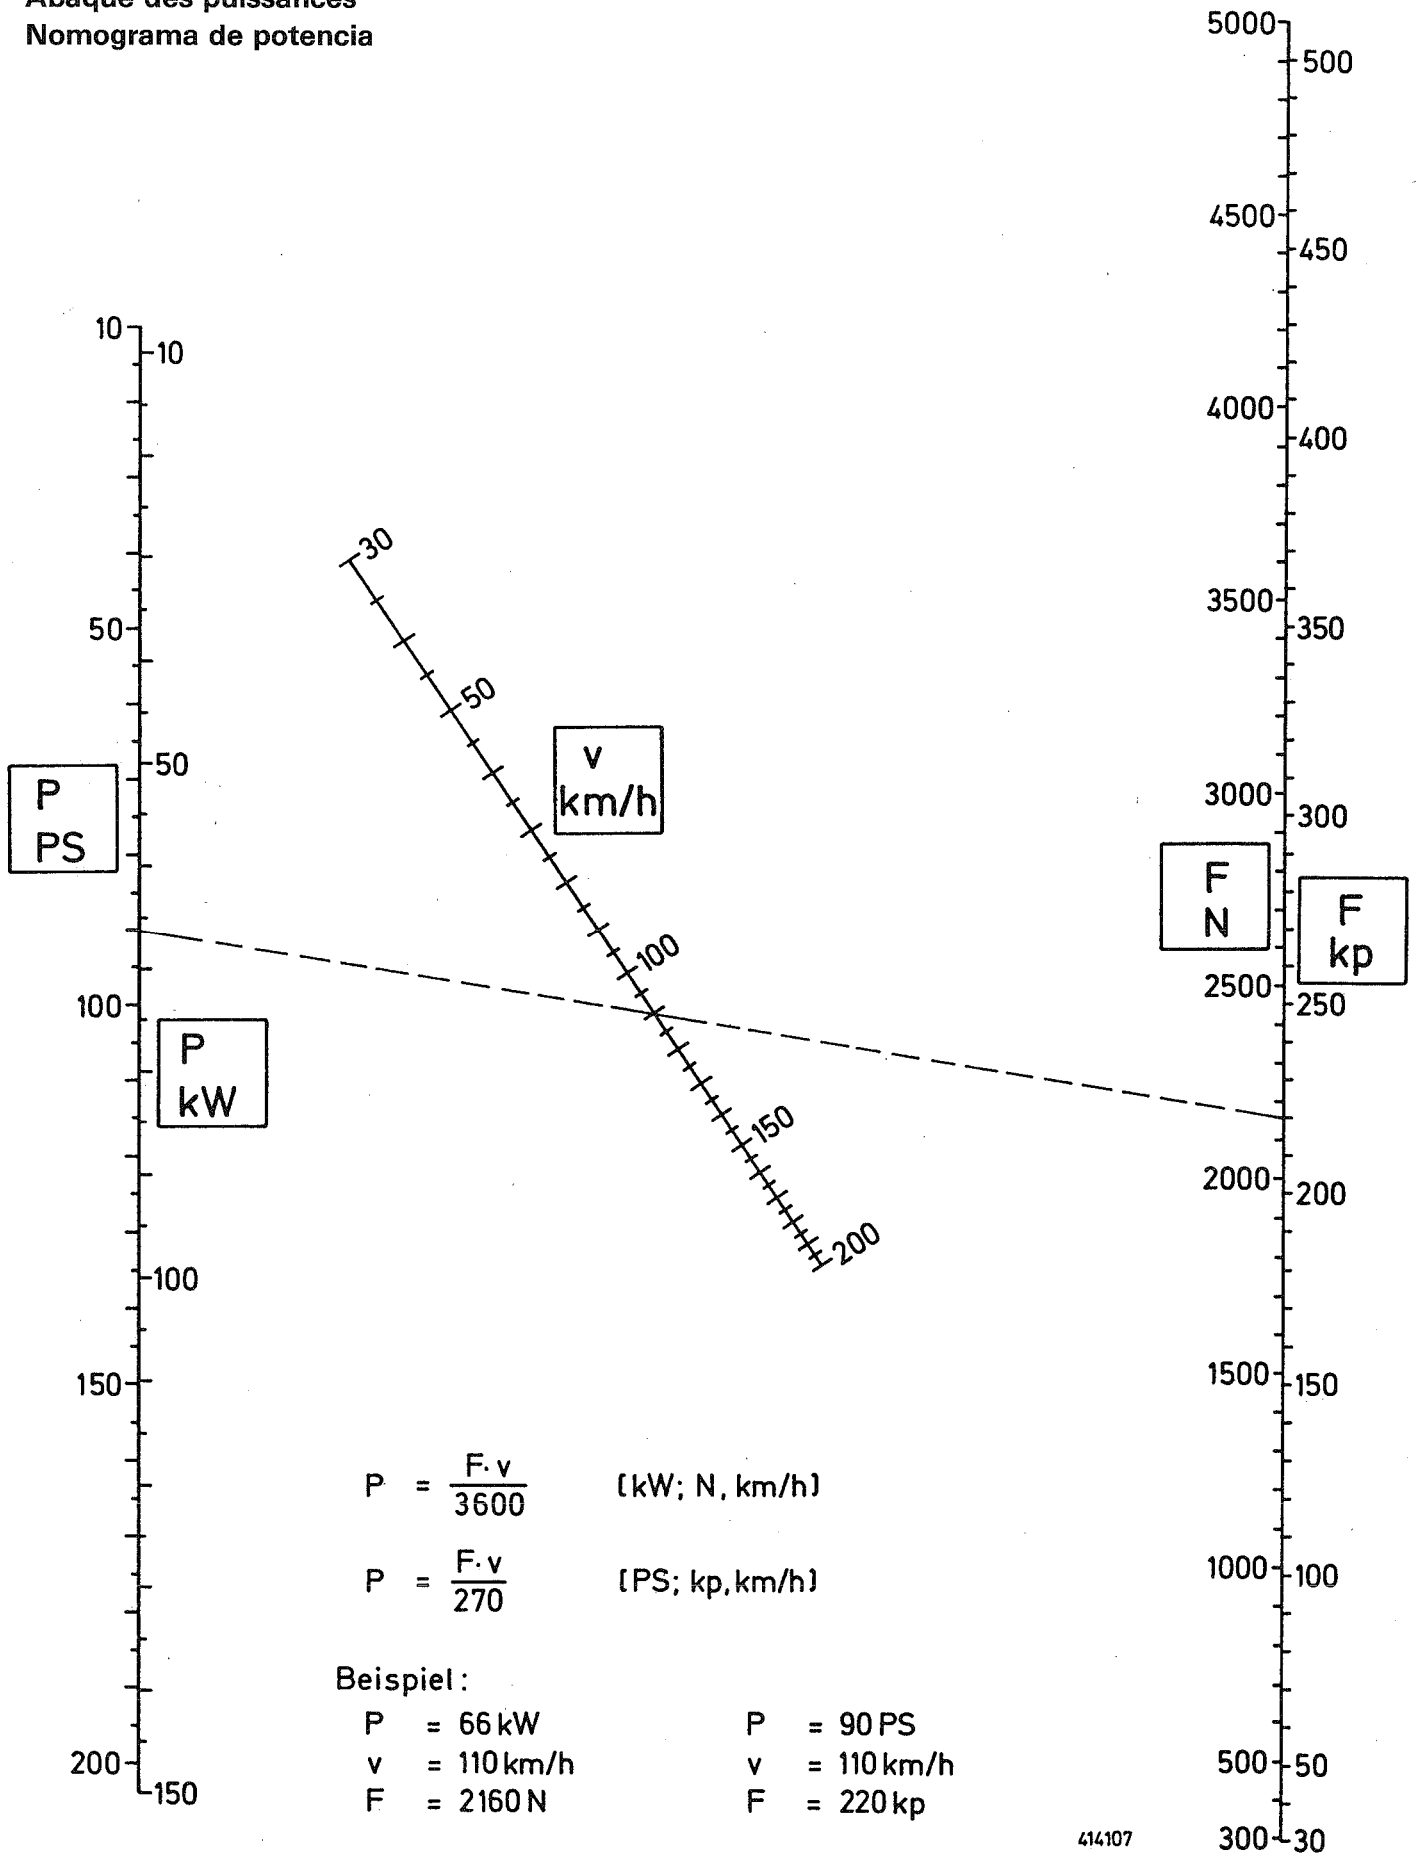 Abaque des puissances
Nomograma de potencia
5000
500
4500
450
10
10
4000
400
30
3500
50
350
50
v
km/h
50
P
PS
3000
300
F
N
F
kp
100
2500
250
100
P
kW
150
2000
200
200
100
1500
150
150
P = F·v / 3600 [kW; N, km/h]
1000
100
P = F·v / 270 [PS; kp, km/h]
Beispiel:
P = 66 kW P = 90 PS
v = 110 km/h v = 110 km/h
F = 2160 N F = 220 kp
200
150
500
50
414107
300
30